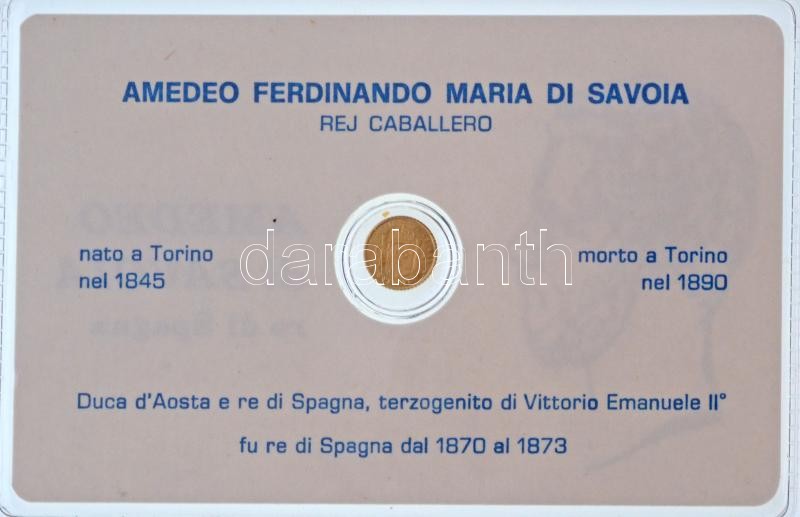 AMEDEO FERDINANDO MARIA DI SAVOIA
REJ CABALLERO
nato a Torino
nel 1845
darabanth
morto a Torino
nel 1890
Duca d'Aosta e re di Spagna, terzogenito di Vittorio Emanuele II°
fu re di Spagna dal 1870 al 1873